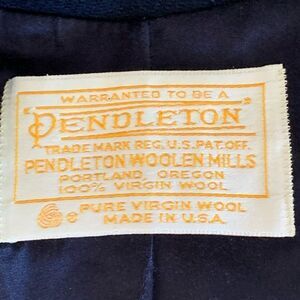 WARRANTED TO BE A
"PENDLETON"
TRADE MARK REG. U.S. PAT. OFF.
PENDLETON WOOLEN MILLS
PORTLAND, OREGON
100% VIRGIN WOOL
® PURE VIRGIN WOOL
MADE IN U.S.A.